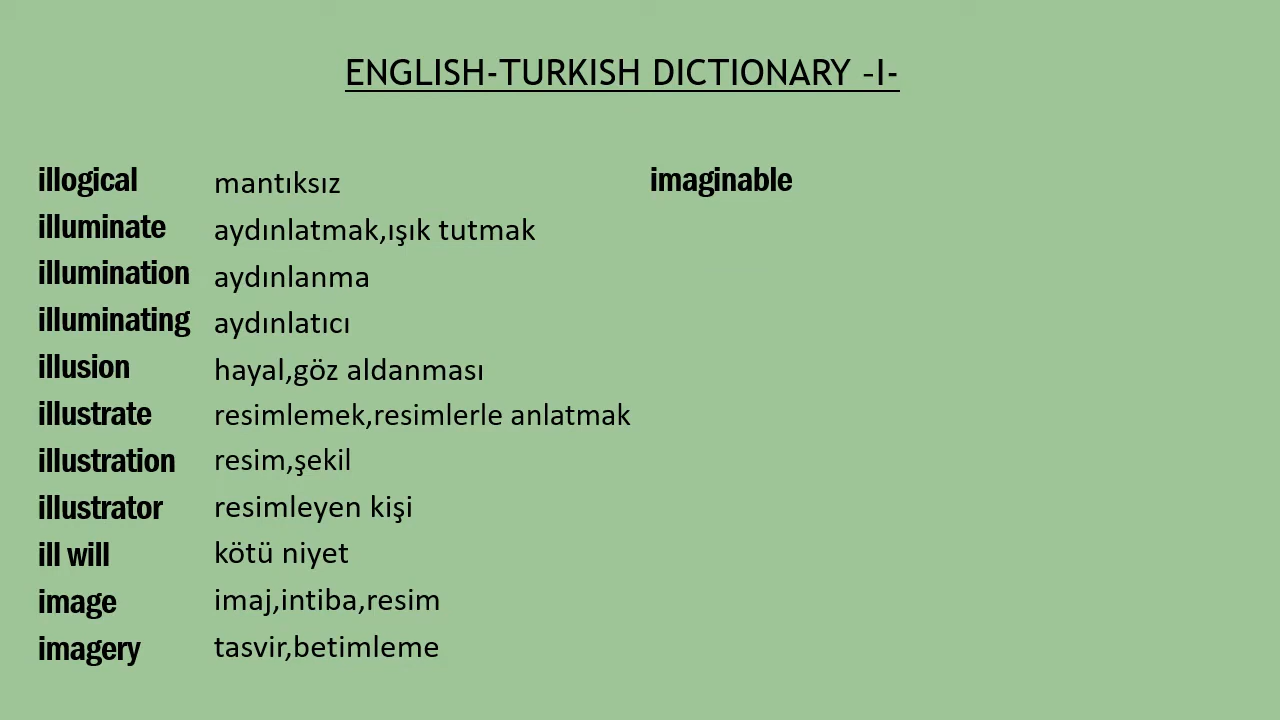 ENGLISH-TURKISH DICTIONARY –I-
illogical mantıksız
illuminate aydınlatmak,ışık tutmak
illumination aydınlanma
illuminating aydınlatıcı
illusion hayal,göz aldanması
illustrate resimlemek,resimlerle anlatmak
illustration resim,şekil
illustrator resimleyen kişi
ill will kötü niyet
image imaj,intiba,resim
imagery tasvir,betimleme
imaginable